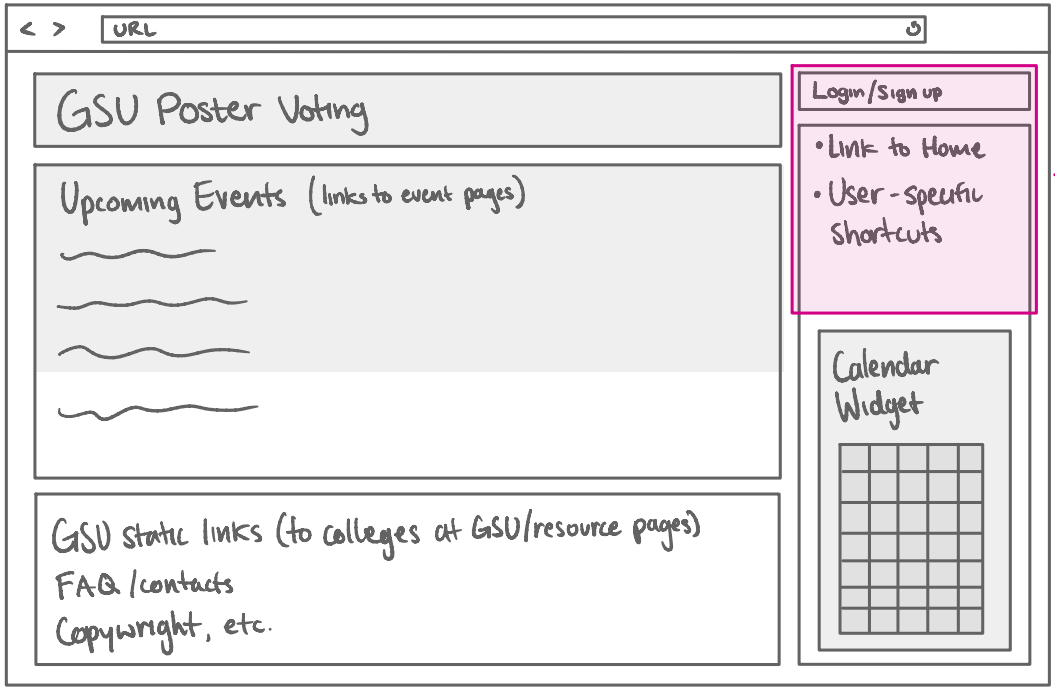 < > URL
GSU Poster Voting
Upcoming Events (links to event pages)
GSU static links (to colleges at GSU/resource pages)
FAQ/contacts
Copywright, etc.
Login/Sign up
• Link to Home
• User-specific
shortcuts
Calendar
Widget